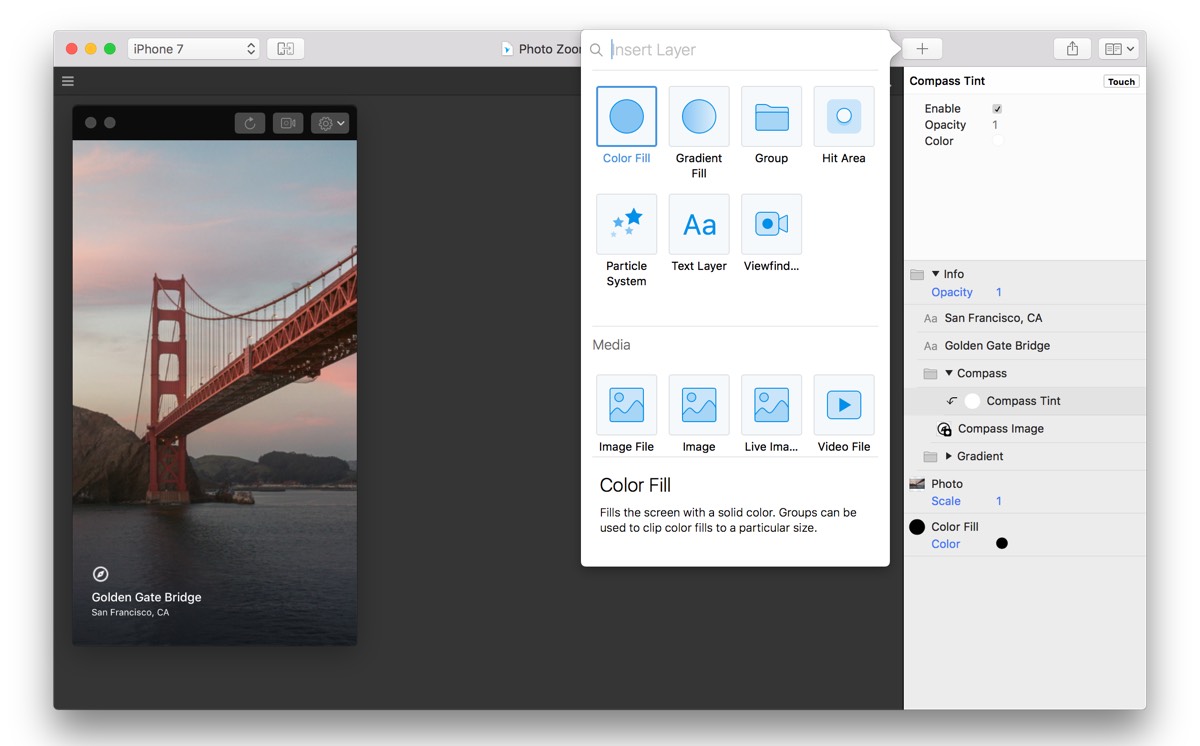 iPhone 7
Photo Zoo
Insert Layer
Color Fill
Gradient
Fill
Group
Hit Area
Particle
System
Text Layer
Viewfind...
Media
Image File
Image
Live Ima...
Video File
Color Fill
Fills the screen with a solid color. Groups can be
used to clip color fills to a particular size.
Golden Gate Bridge
San Francisco, CA
Compass Tint
Touch
Enable
Opacity 1
Color
Info
Opacity 1
Aa San Francisco, CA
Aa Golden Gate Bridge
Compass
Compass Tint
Compass Image
Gradient
Photo
Scale 1
Color Fill
Color
Aa